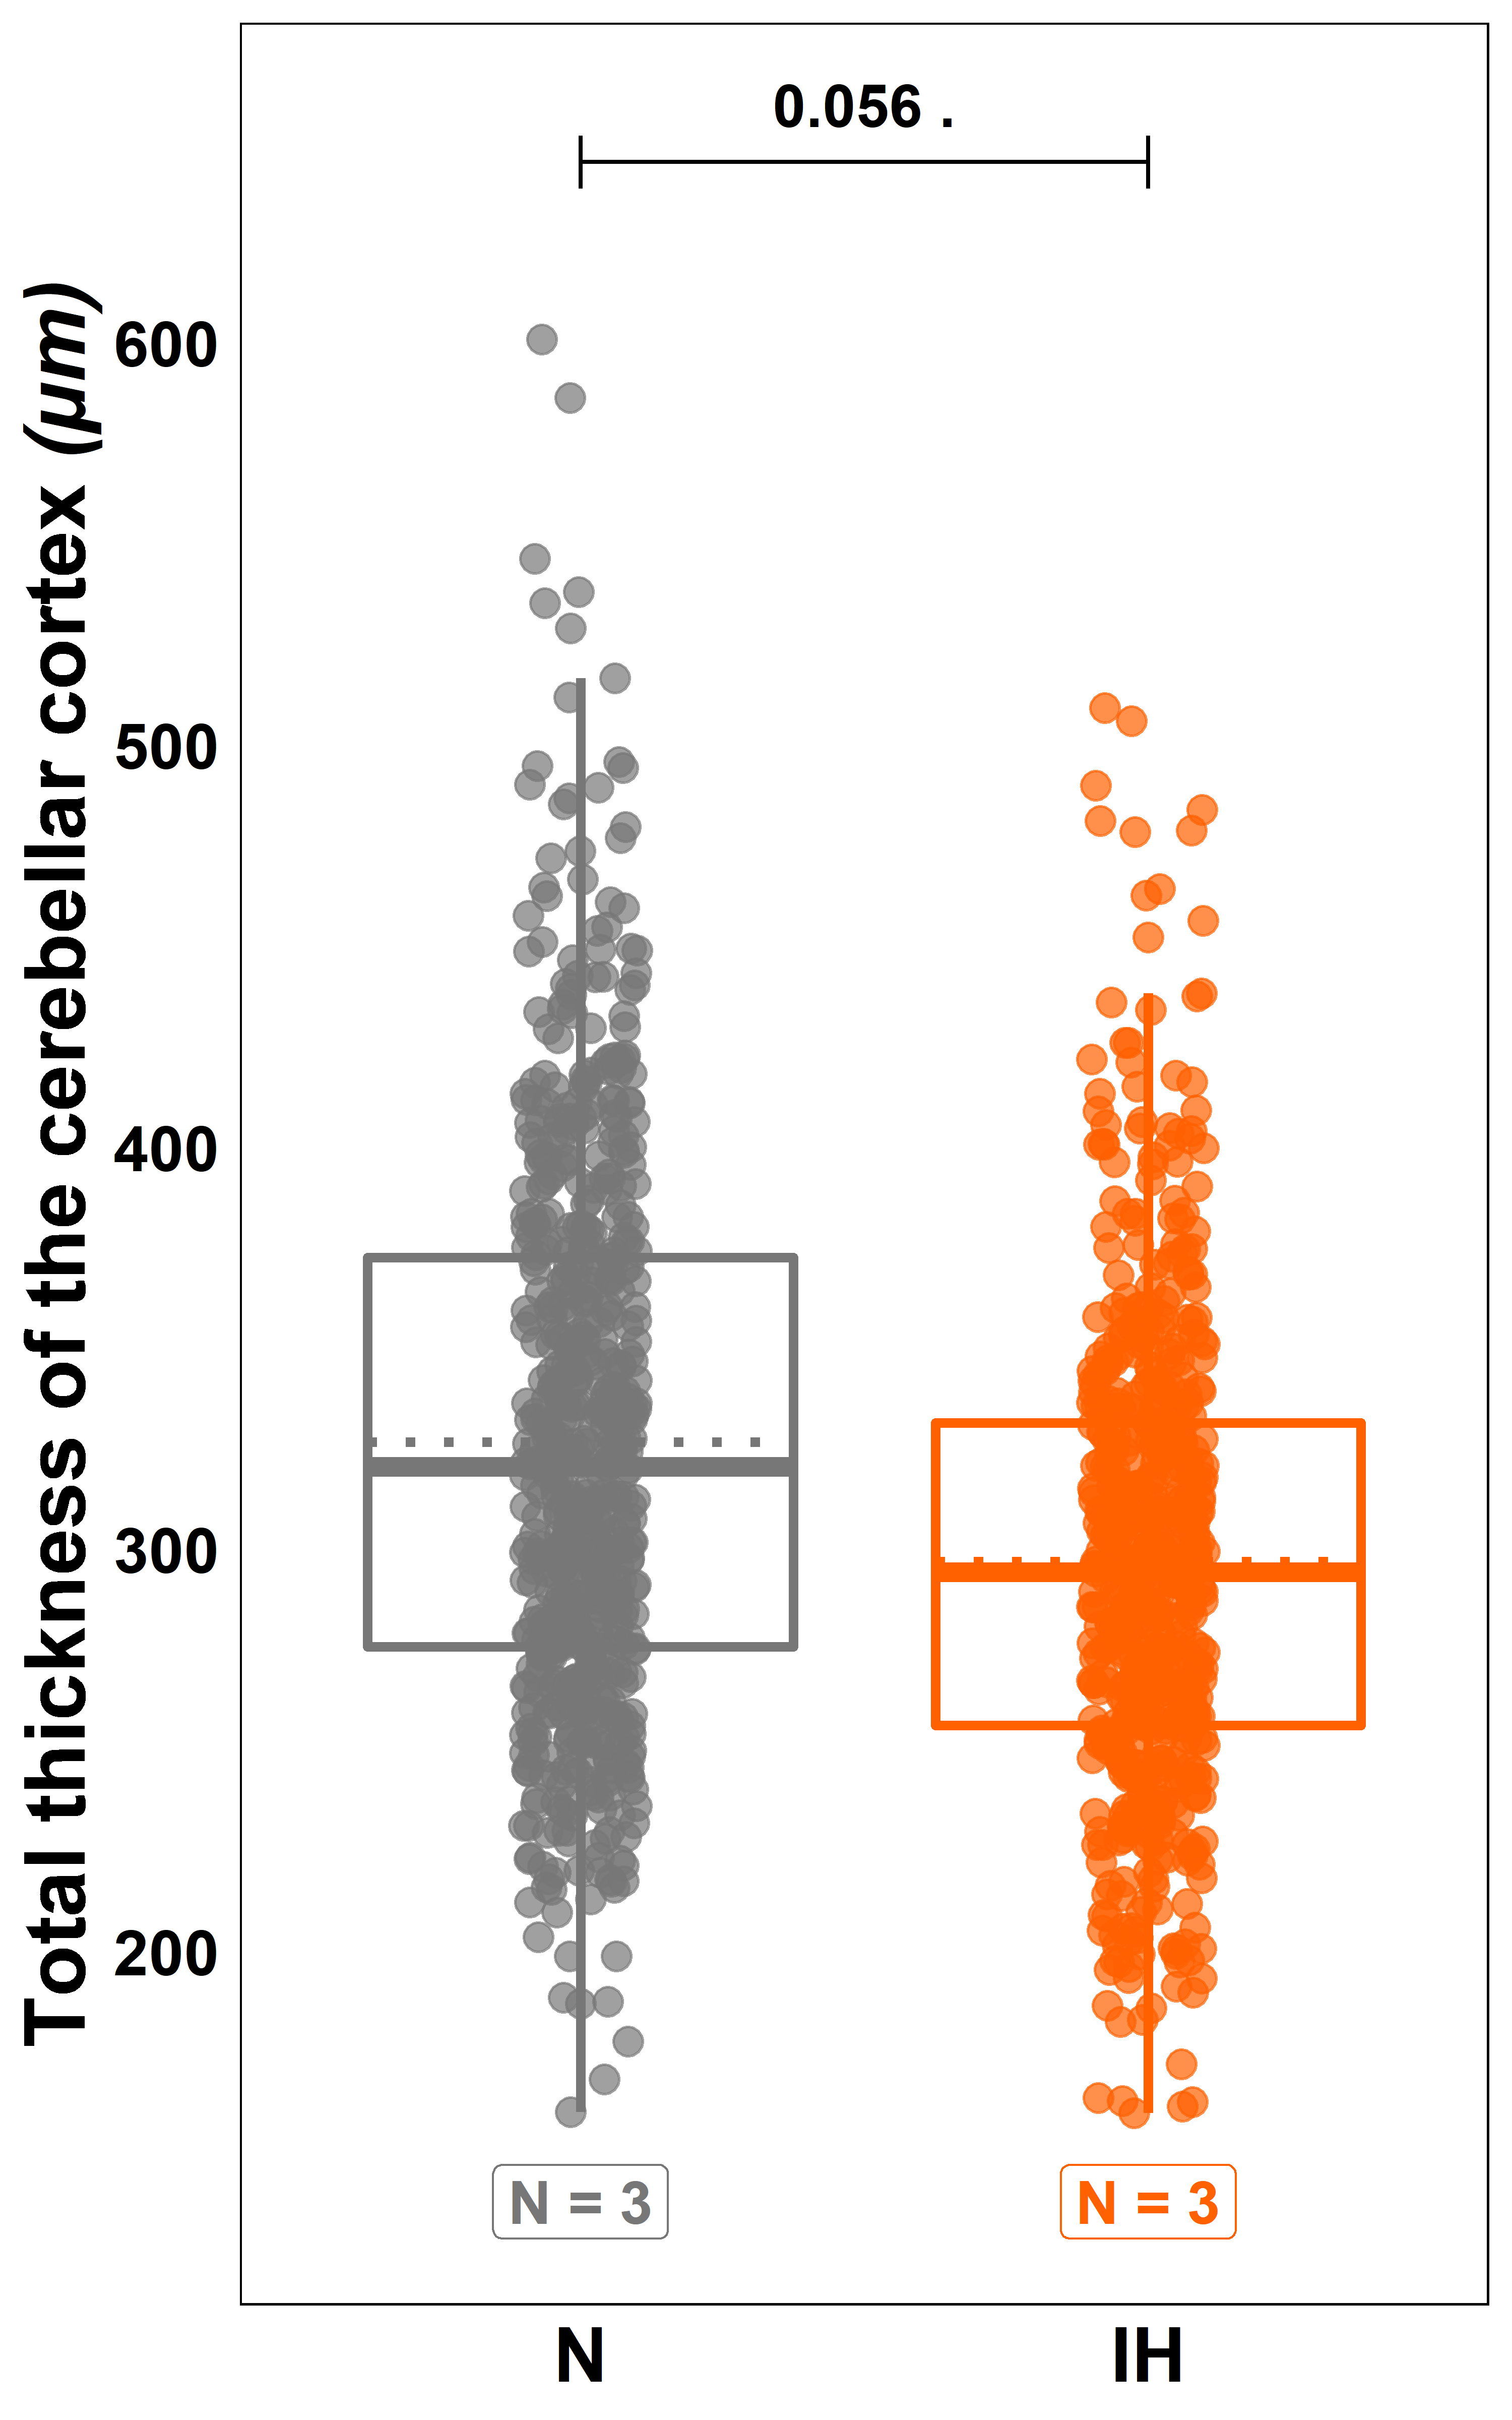 0.056 .
Total thickness of the cerebellar cortex (µm)
600
500
400
300
200
N = 3
N = 3
N
IH